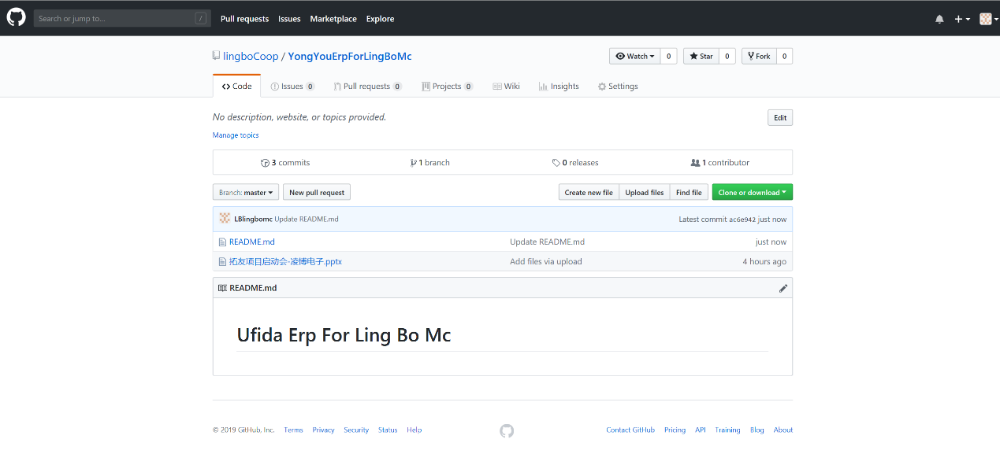 Search or jump to... / Pull requests Issues Marketplace Explore
lingboCoop / YongYouErpForLingBoMc Watch 0 Star 0 Fork 0
Code Issues 0 Pull requests 0 Projects 0 Wiki Insights Settings
No description, website, or topics provided. Edit
Manage topics
3 commits 1 branch 0 releases 1 contributor
Branch: master New pull request Create new file Upload files Find file Clone or download
LBlingbomc Update README.md Latest commit ac6e942 just now
README.md Update README.md just now
拓友项目启动会-凌博电子.pptx Add files via upload 4 hours ago
README.md
Ufida Erp For Ling Bo Mc
© 2019 GitHub, Inc. Terms Privacy Security Status Help Contact GitHub Pricing API Training Blog About